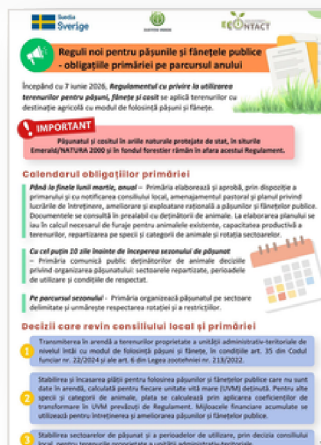 Suedia
Sverige
ECONTACT
Reguli noi pentru pășunile și fânețele publice
- obligațiile primăriei pe parcursul anului
Începând cu 7 iunie 2026, Regulamentul cu privire la utilizarea
terenurilor pentru pășuni, fânețe și cosit se aplică terenurilor cu
destinație agricolă cu modul de folosință pășuni și fânețe.
IMPORTANT
Pășunatul și cositul în ariile naturale protejate de stat, în siturile
Emerald/NATURA 2000 și în fondul forestier rămân în afara acestui Regulament.
Calendarul obligațiilor primăriei
Până la finele lunii martie, anual – Primăria elaborează și aprobă, prin dispoziție a
primarului și cu notificarea consiliului local, amenajamentul pastoral și planul privind
lucrările de întreținere, ameliorare și exploatare rațională a pășunilor și fânețelor publice.
Documentele se consultă în prealabil cu deținătorii de animale. La elaborarea planului se
iau în calcul necesarul de furaje pentru animalele existente, capacitatea productivă a
terenurilor, repartizarea pe specii și categorii de animale și rotația sectoarelor.
Cu cel puțin 10 zile înainte de începerea sezonului de pășunat
– Primăria comunică public deținătorilor de animale deciziile
privind organizarea pășunatului: sectoarele repartizate, perioadele
de utilizare și condițiile de respectat.
Pe parcursul sezonului - Primăria organizează pășunatul pe sectoare
delimitate și urmărește respectarea rotației și a restricțiilor.
Decizii care revin consiliului local și primăriei
1
Transmiterea în arendă a terenurilor proprietate a unității administrativ-teritoriale de
nivelul întâi cu modul de folosință pășuni și fânețe, în condițiile art. 35 din Codul
funciar nr. 22/2024 și ale art. 6 din Legea zootehniei nr. 213/2022.
2
Stabilirea și încasarea plății pentru folosirea pășunilor și fânețelor publice care nu sunt
date în arendă, calculată pentru fiecare unitate vită mare (UVM) deținută. Pentru alte
specii și categorii de animale, plata se calculează prin aplicarea coeficienților de
transformare în UVM prevăzuți de Regulament. Mijloacele financiare acumulate se
utilizează pentru întreținerea și ameliorarea pășunilor și fânețelor publice.
3
Stabilirea sectoarelor de pășunat și a perioadelor de utilizare, prin decizia consiliului
local, pentru terenurile proprietate a unității administrativ-teritoriale.